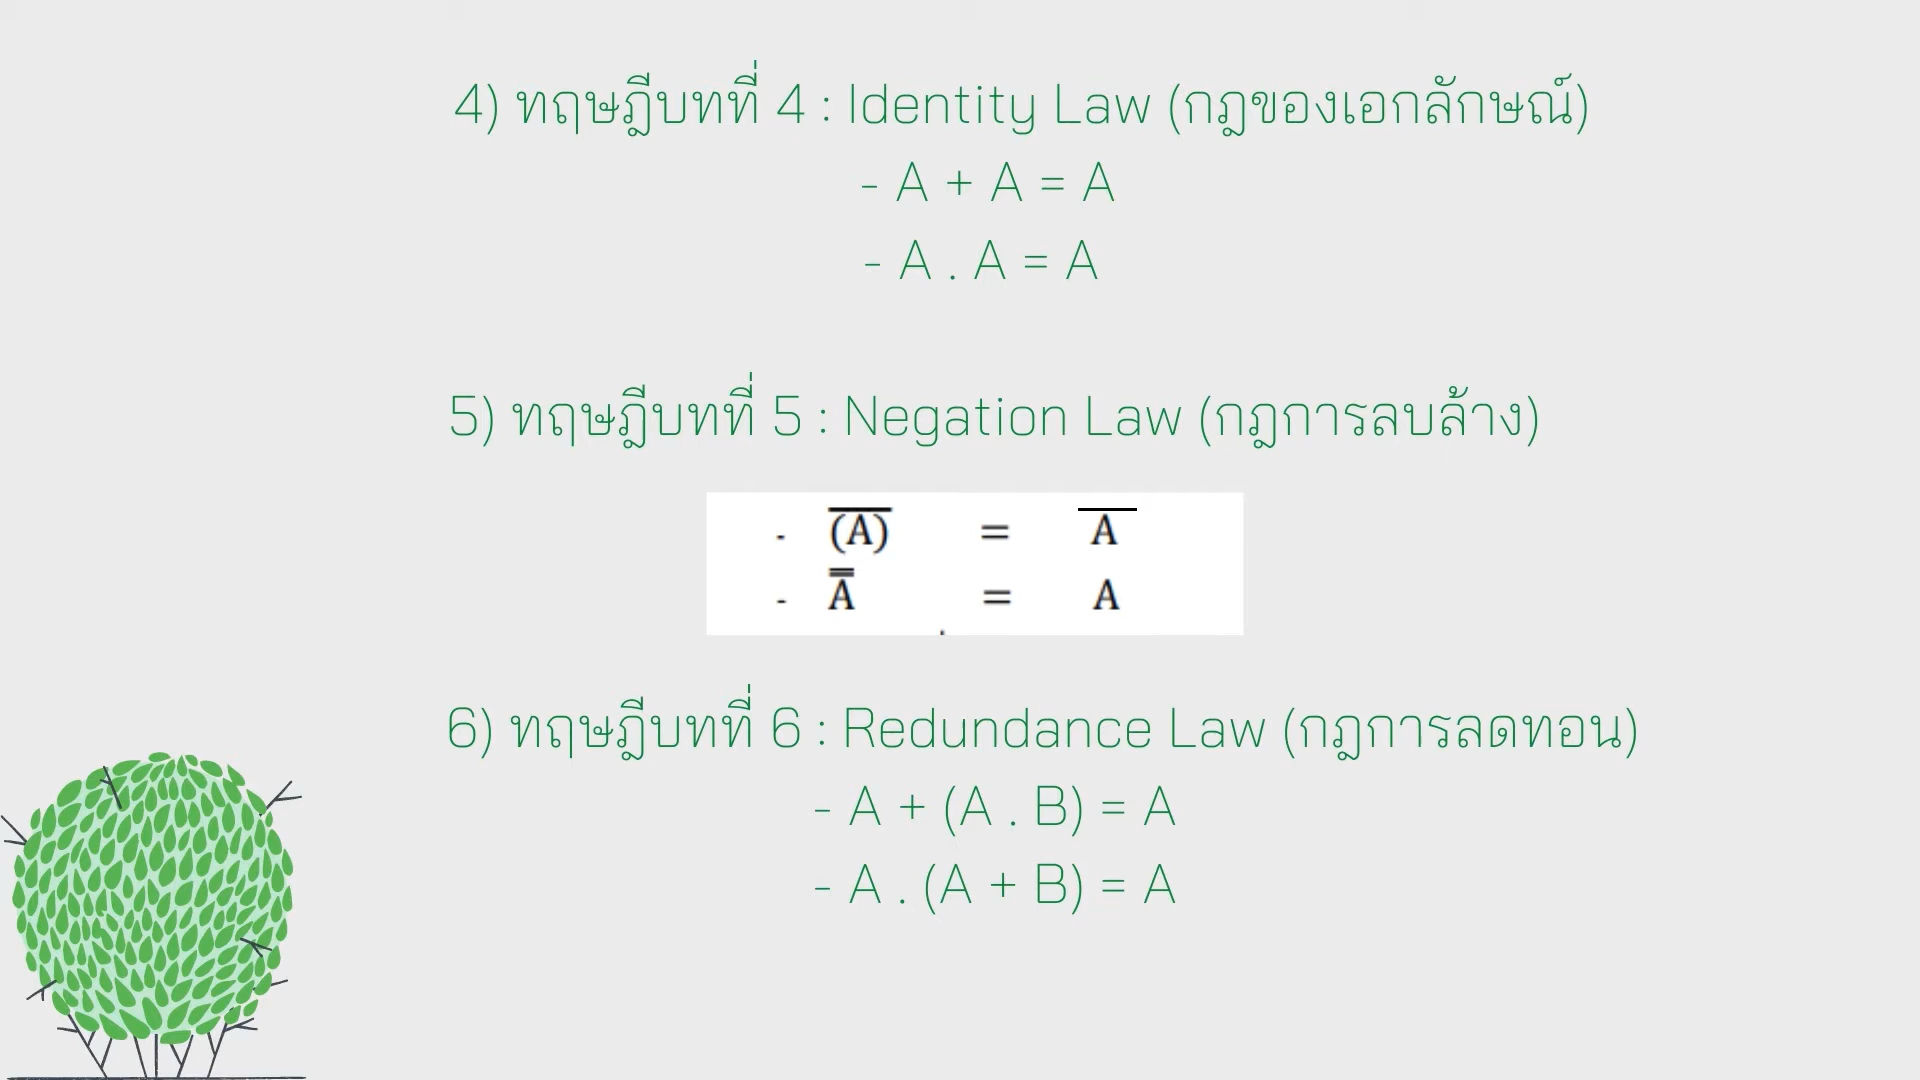 4) ทฤษฎีบทที่ 4 : Identity Law (กฎของเอกลักษณ์)
- A + A = A
- A . A = A
5) ทฤษฎีบทที่ 5 : Negation Law (กฎการลบล้าง)
- (A)̅ = A̅
- A̿ = A
6) ทฤษฎีบทที่ 6 : Redundance Law (กฎการลดทอน)
- A + (A . B) = A
- A . (A + B) = A